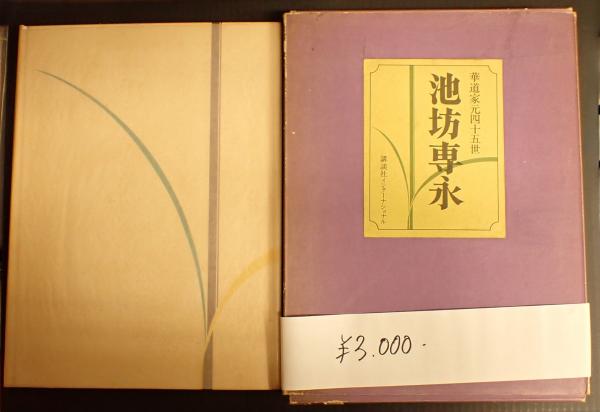 華道家元四十五世
池坊専永
講談社インターナショナル
¥3.000-